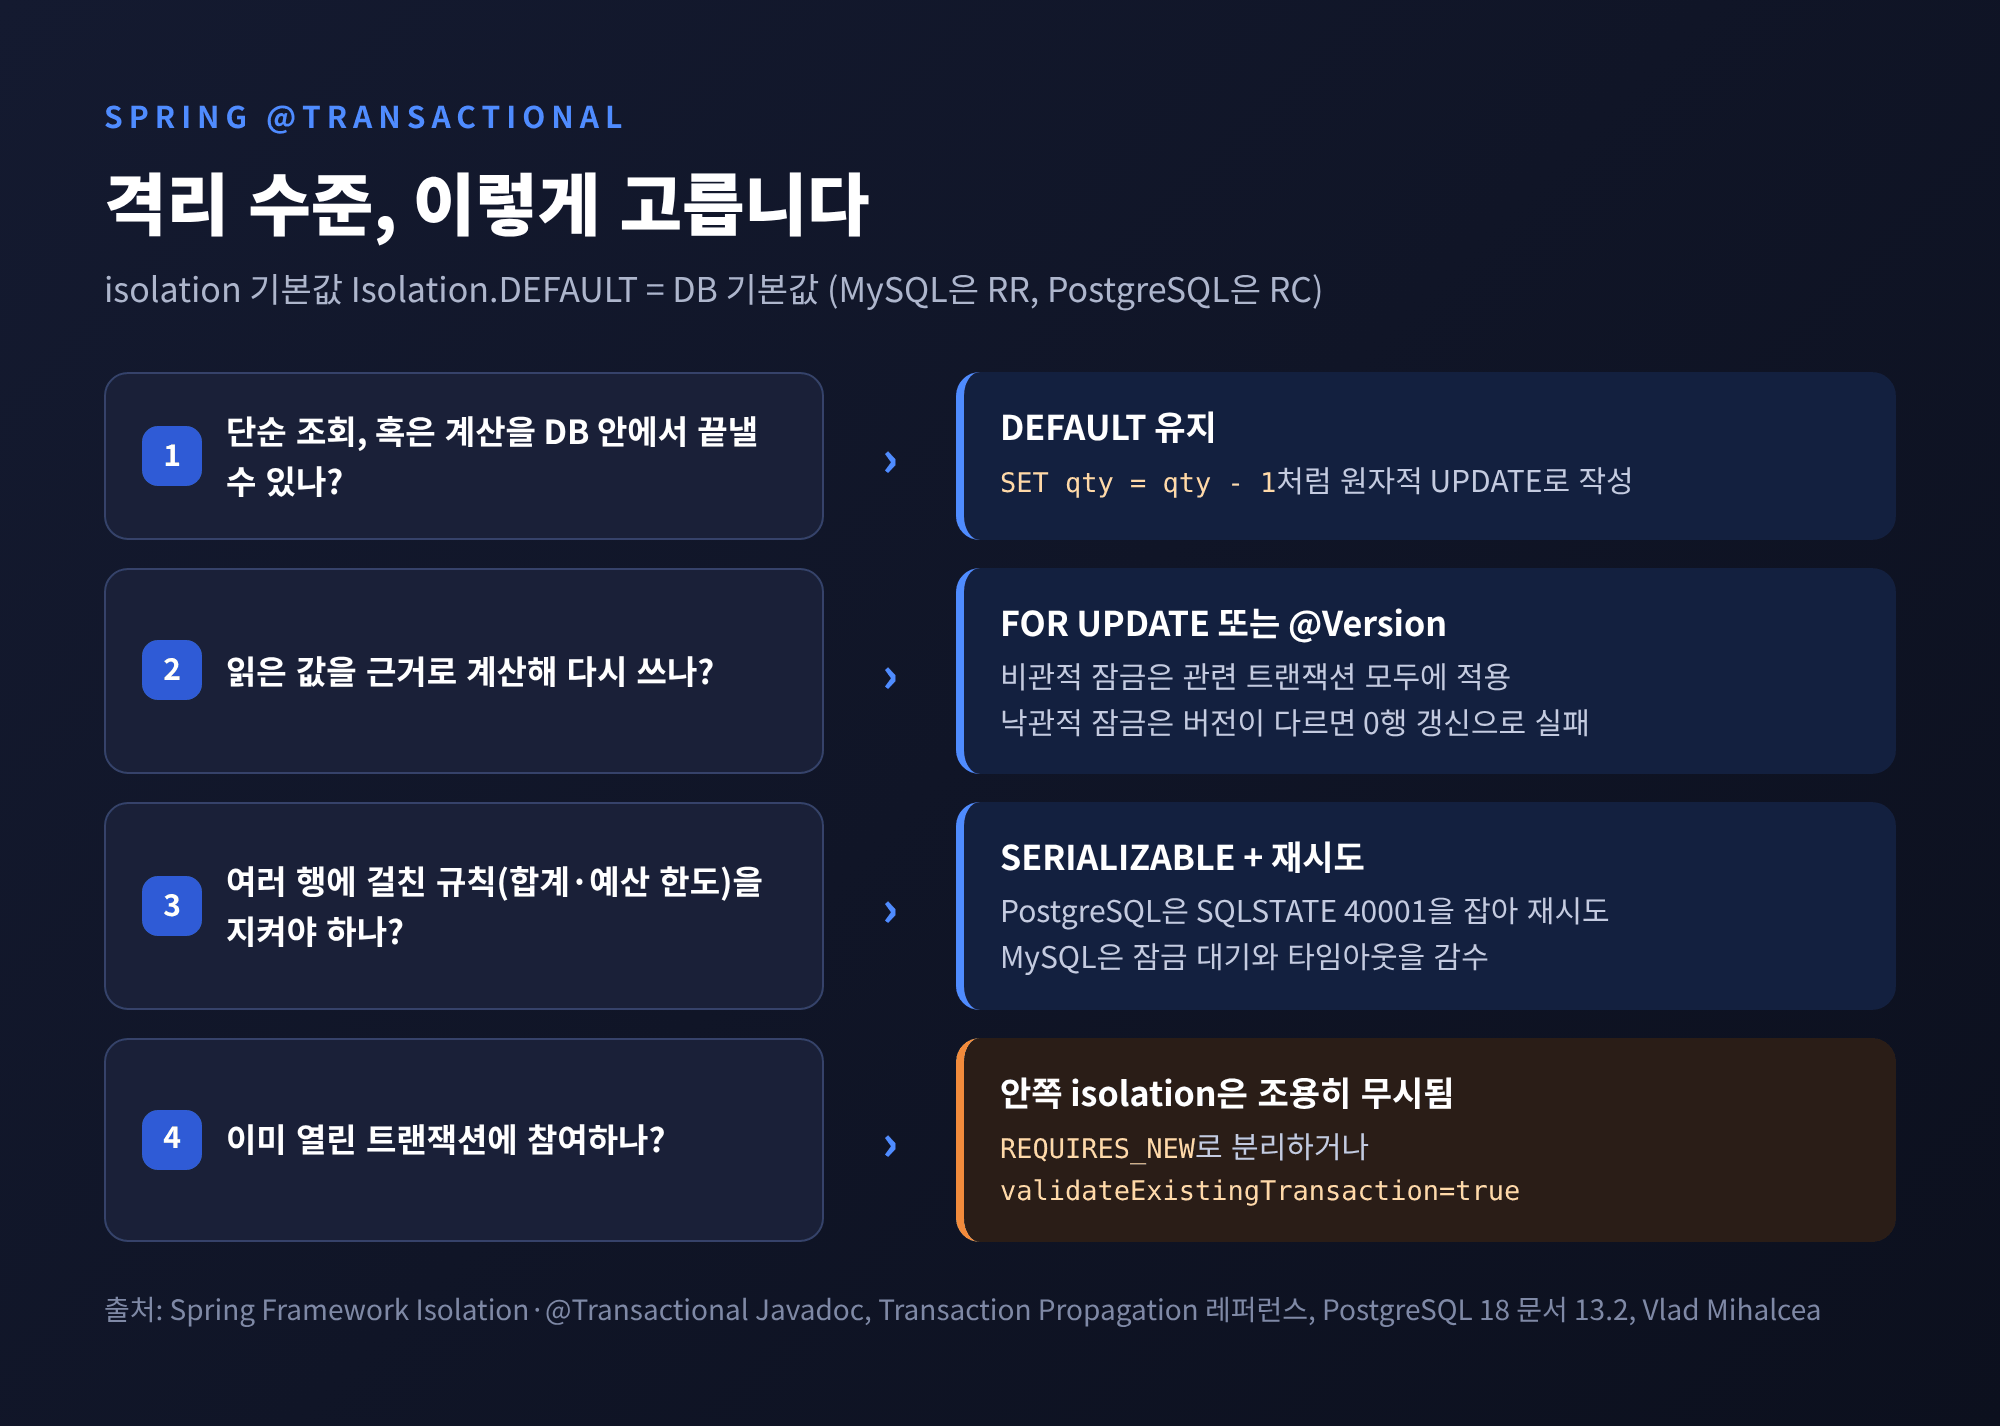 SPRING @TRANSACTIONAL
격리 수준, 이렇게 고릅니다
isolation 기본값 Isolation.DEFAULT = DB 기본값 (MySQL은 RR, PostgreSQL은 RC)
1
단순 조회, 혹은 계산을 DB 안에서 끝낼
수 있나?
›
DEFAULT 유지
SET qty = qty - 1처럼 원자적 UPDATE로 작성
2
읽은 값을 근거로 계산해 다시 쓰나?
›
FOR UPDATE 또는 @Version
비관적 잠금은 관련 트랜잭션 모두에 적용
낙관적 잠금은 버전이 다르면 0행 갱신으로 실패
3
여러 행에 걸친 규칙(합계·예산 한도)을
지켜야 하나?
›
SERIALIZABLE + 재시도
PostgreSQL은 SQLSTATE 40001을 잡아 재시도
MySQL은 잠금 대기와 타임아웃을 감수
4
이미 열린 트랜잭션에 참여하나?
›
안쪽 isolation은 조용히 무시됨
REQUIRES_NEW로 분리하거나
validateExistingTransaction=true
출처: Spring Framework Isolation·@Transactional Javadoc, Transaction Propagation 레퍼런스, PostgreSQL 18 문서 13.2, Vlad Mihalcea